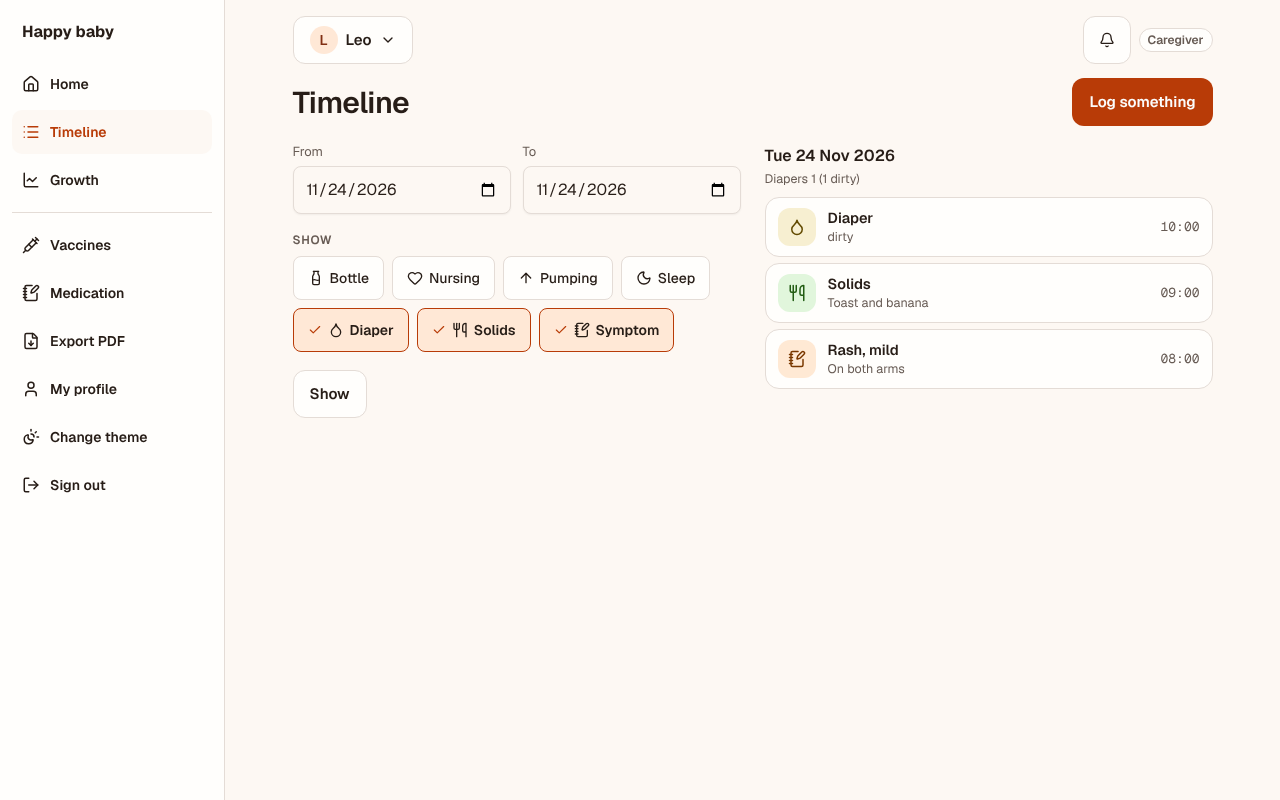 Happy baby
Home
Timeline
Growth
Vaccines
Medication
Export PDF
My profile
Change theme
Sign out
L Leo
Caregiver
Timeline
Log something
From
To
11/24/2026
11/24/2026
SHOW
Bottle
Nursing
Pumping
Sleep
Diaper
Solids
Symptom
Show
Tue 24 Nov 2026
Diapers 1 (1 dirty)
Diaper
dirty
10:00
Solids
Toast and banana
09:00
Rash, mild
On both arms
08:00